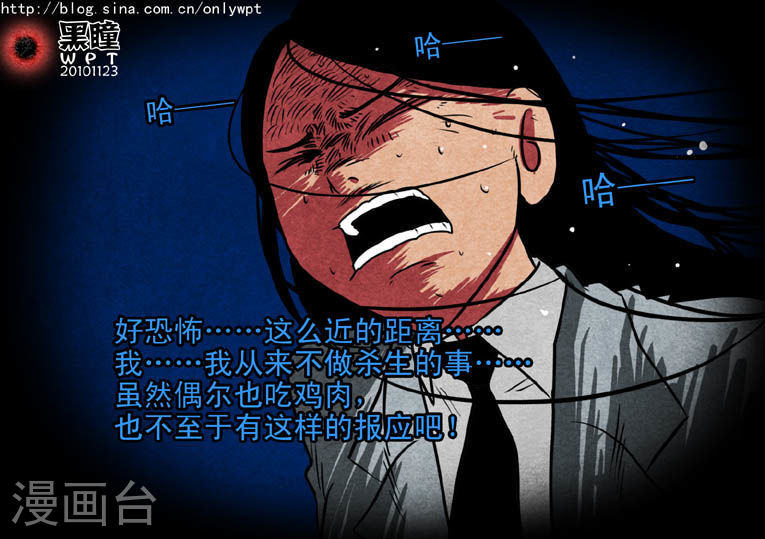 http://blog.sina.com.cn/onlywpt
黑瞳
WPT
20101123
哈——
哈——
哈——
好恐怖……这么近的距离……
我……我从来不做杀生的事……
虽然偶尔也吃鸡肉，
也不至于有这样的报应吧！
漫画台